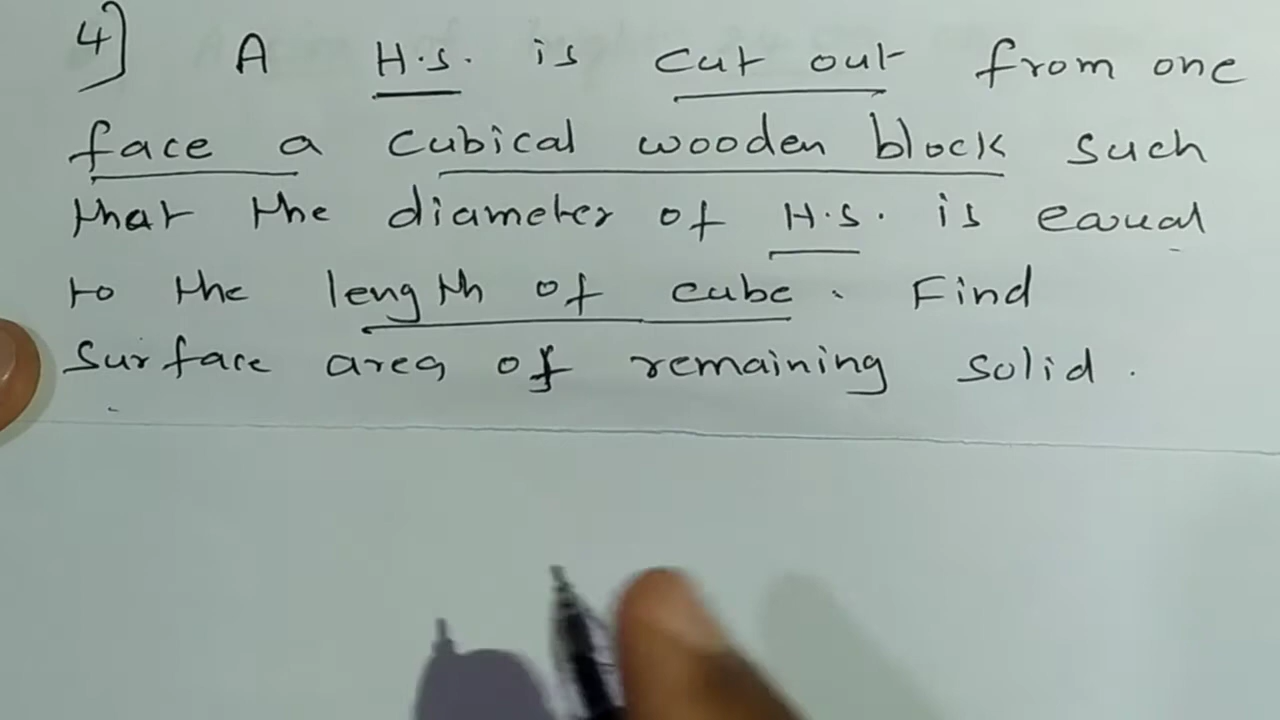 4] A H.S. is cut out from one
face a cubical wooden block such
that the diameter of H.S. is equal
to the length of cube. Find
surface area of remaining solid.